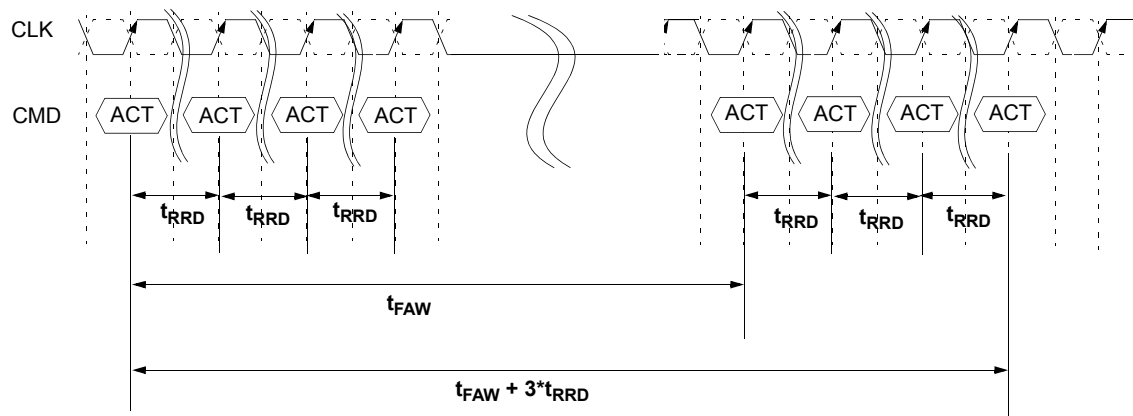 CLK
CMD ACT ACT ACT ACT ACT ACT ACT ACT
tRRD tRRD tRRD tRRD tRRD tRRD
tFAW
tFAW + 3*tRRD